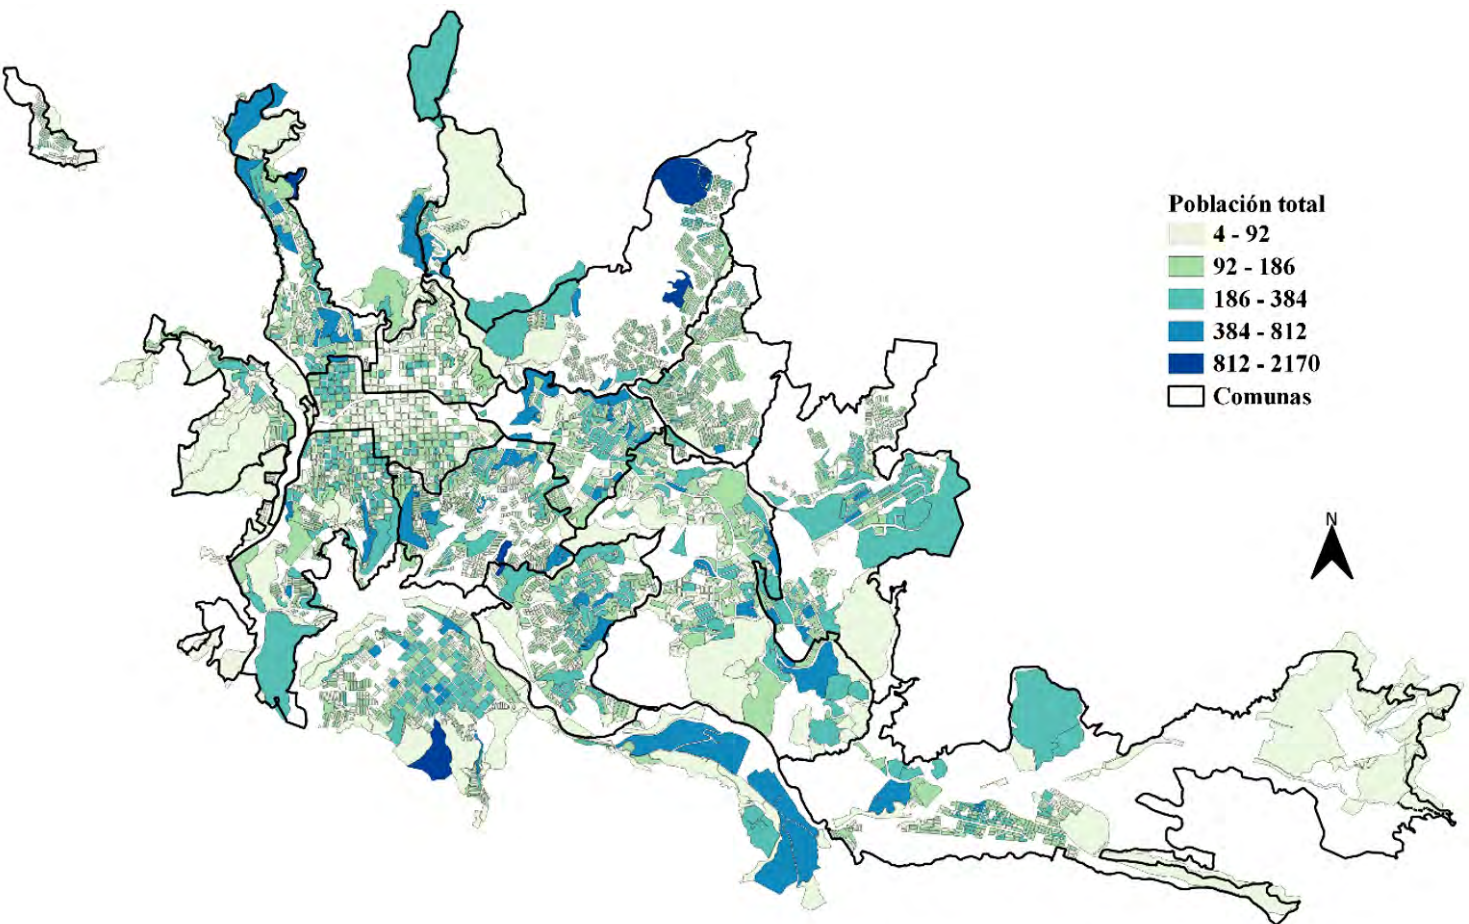 Población total
4 - 92
92 - 186
186 - 384
384 - 812
812 - 2170
Comunas
N